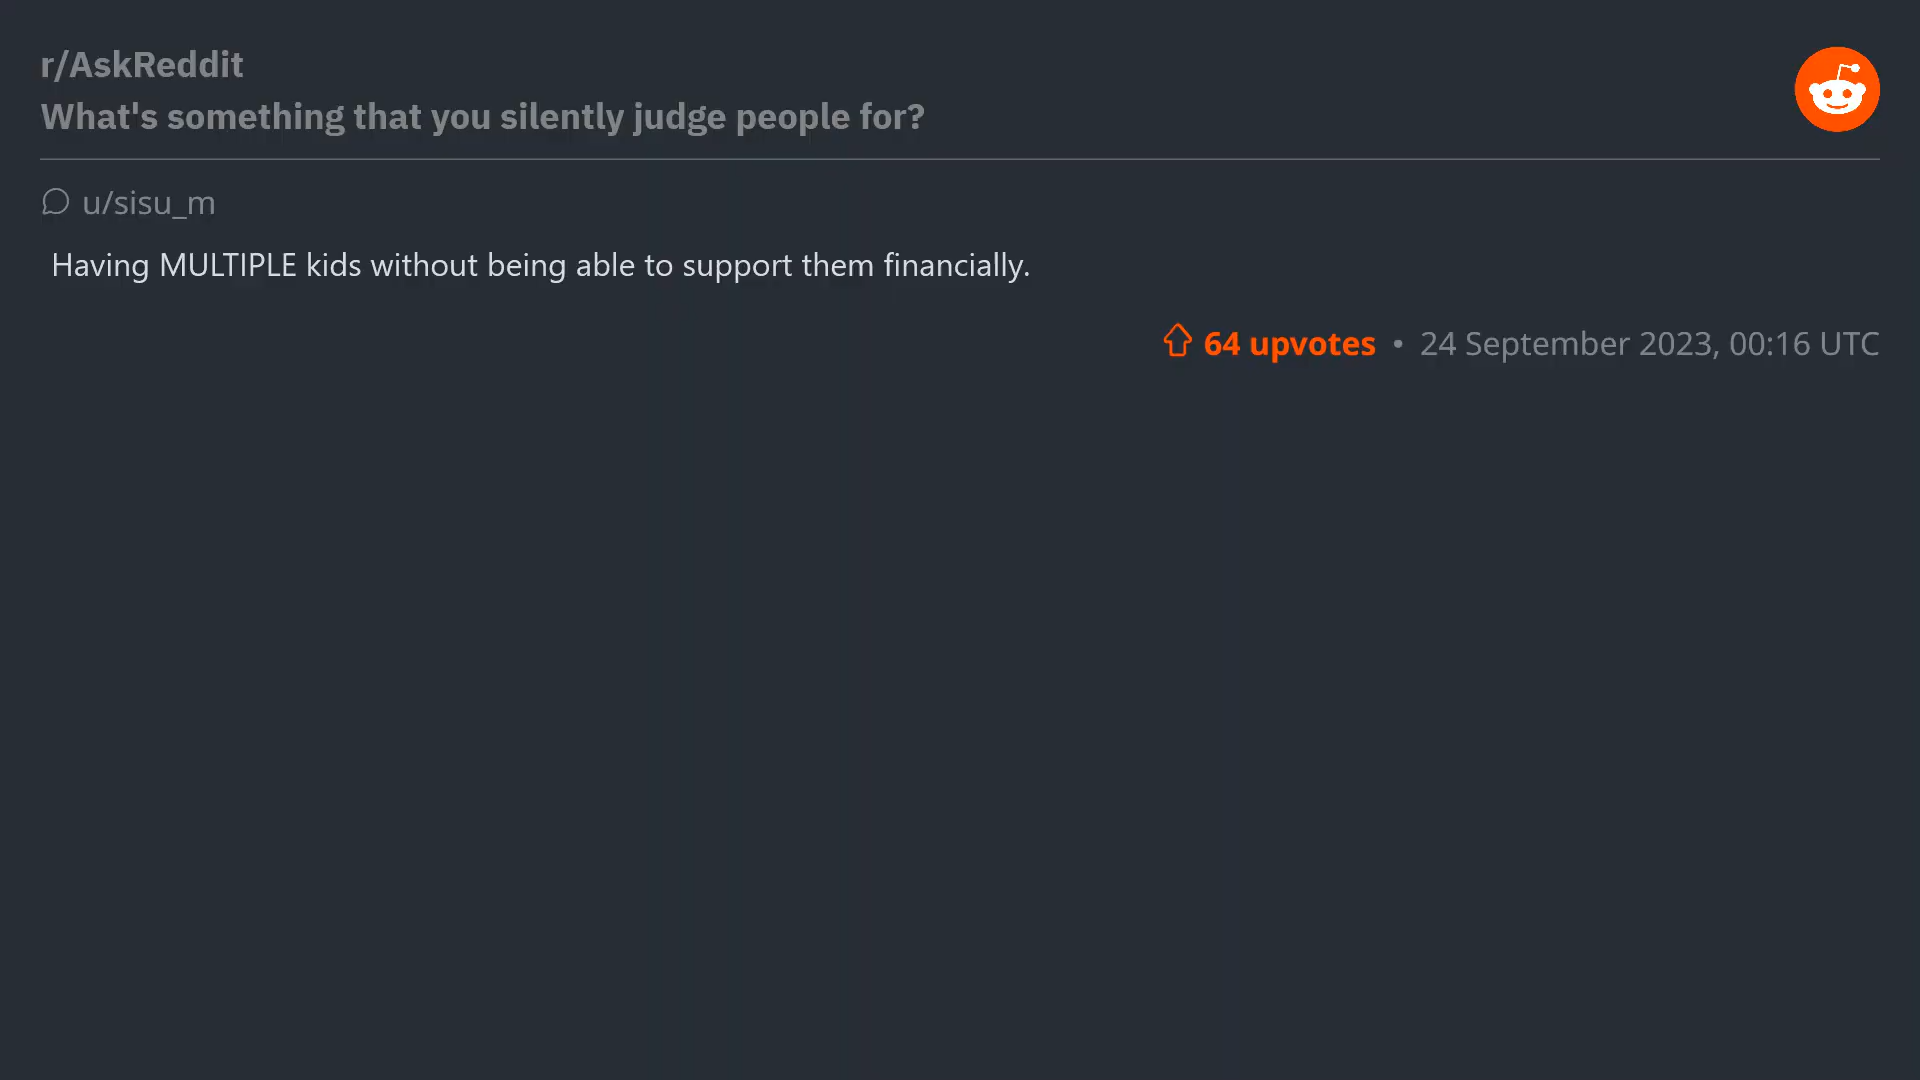 r/AskReddit
What's something that you silently judge people for?
u/sisu_m
Having MULTIPLE kids without being able to support them financially.
64 upvotes • 24 September 2023, 00:16 UTC